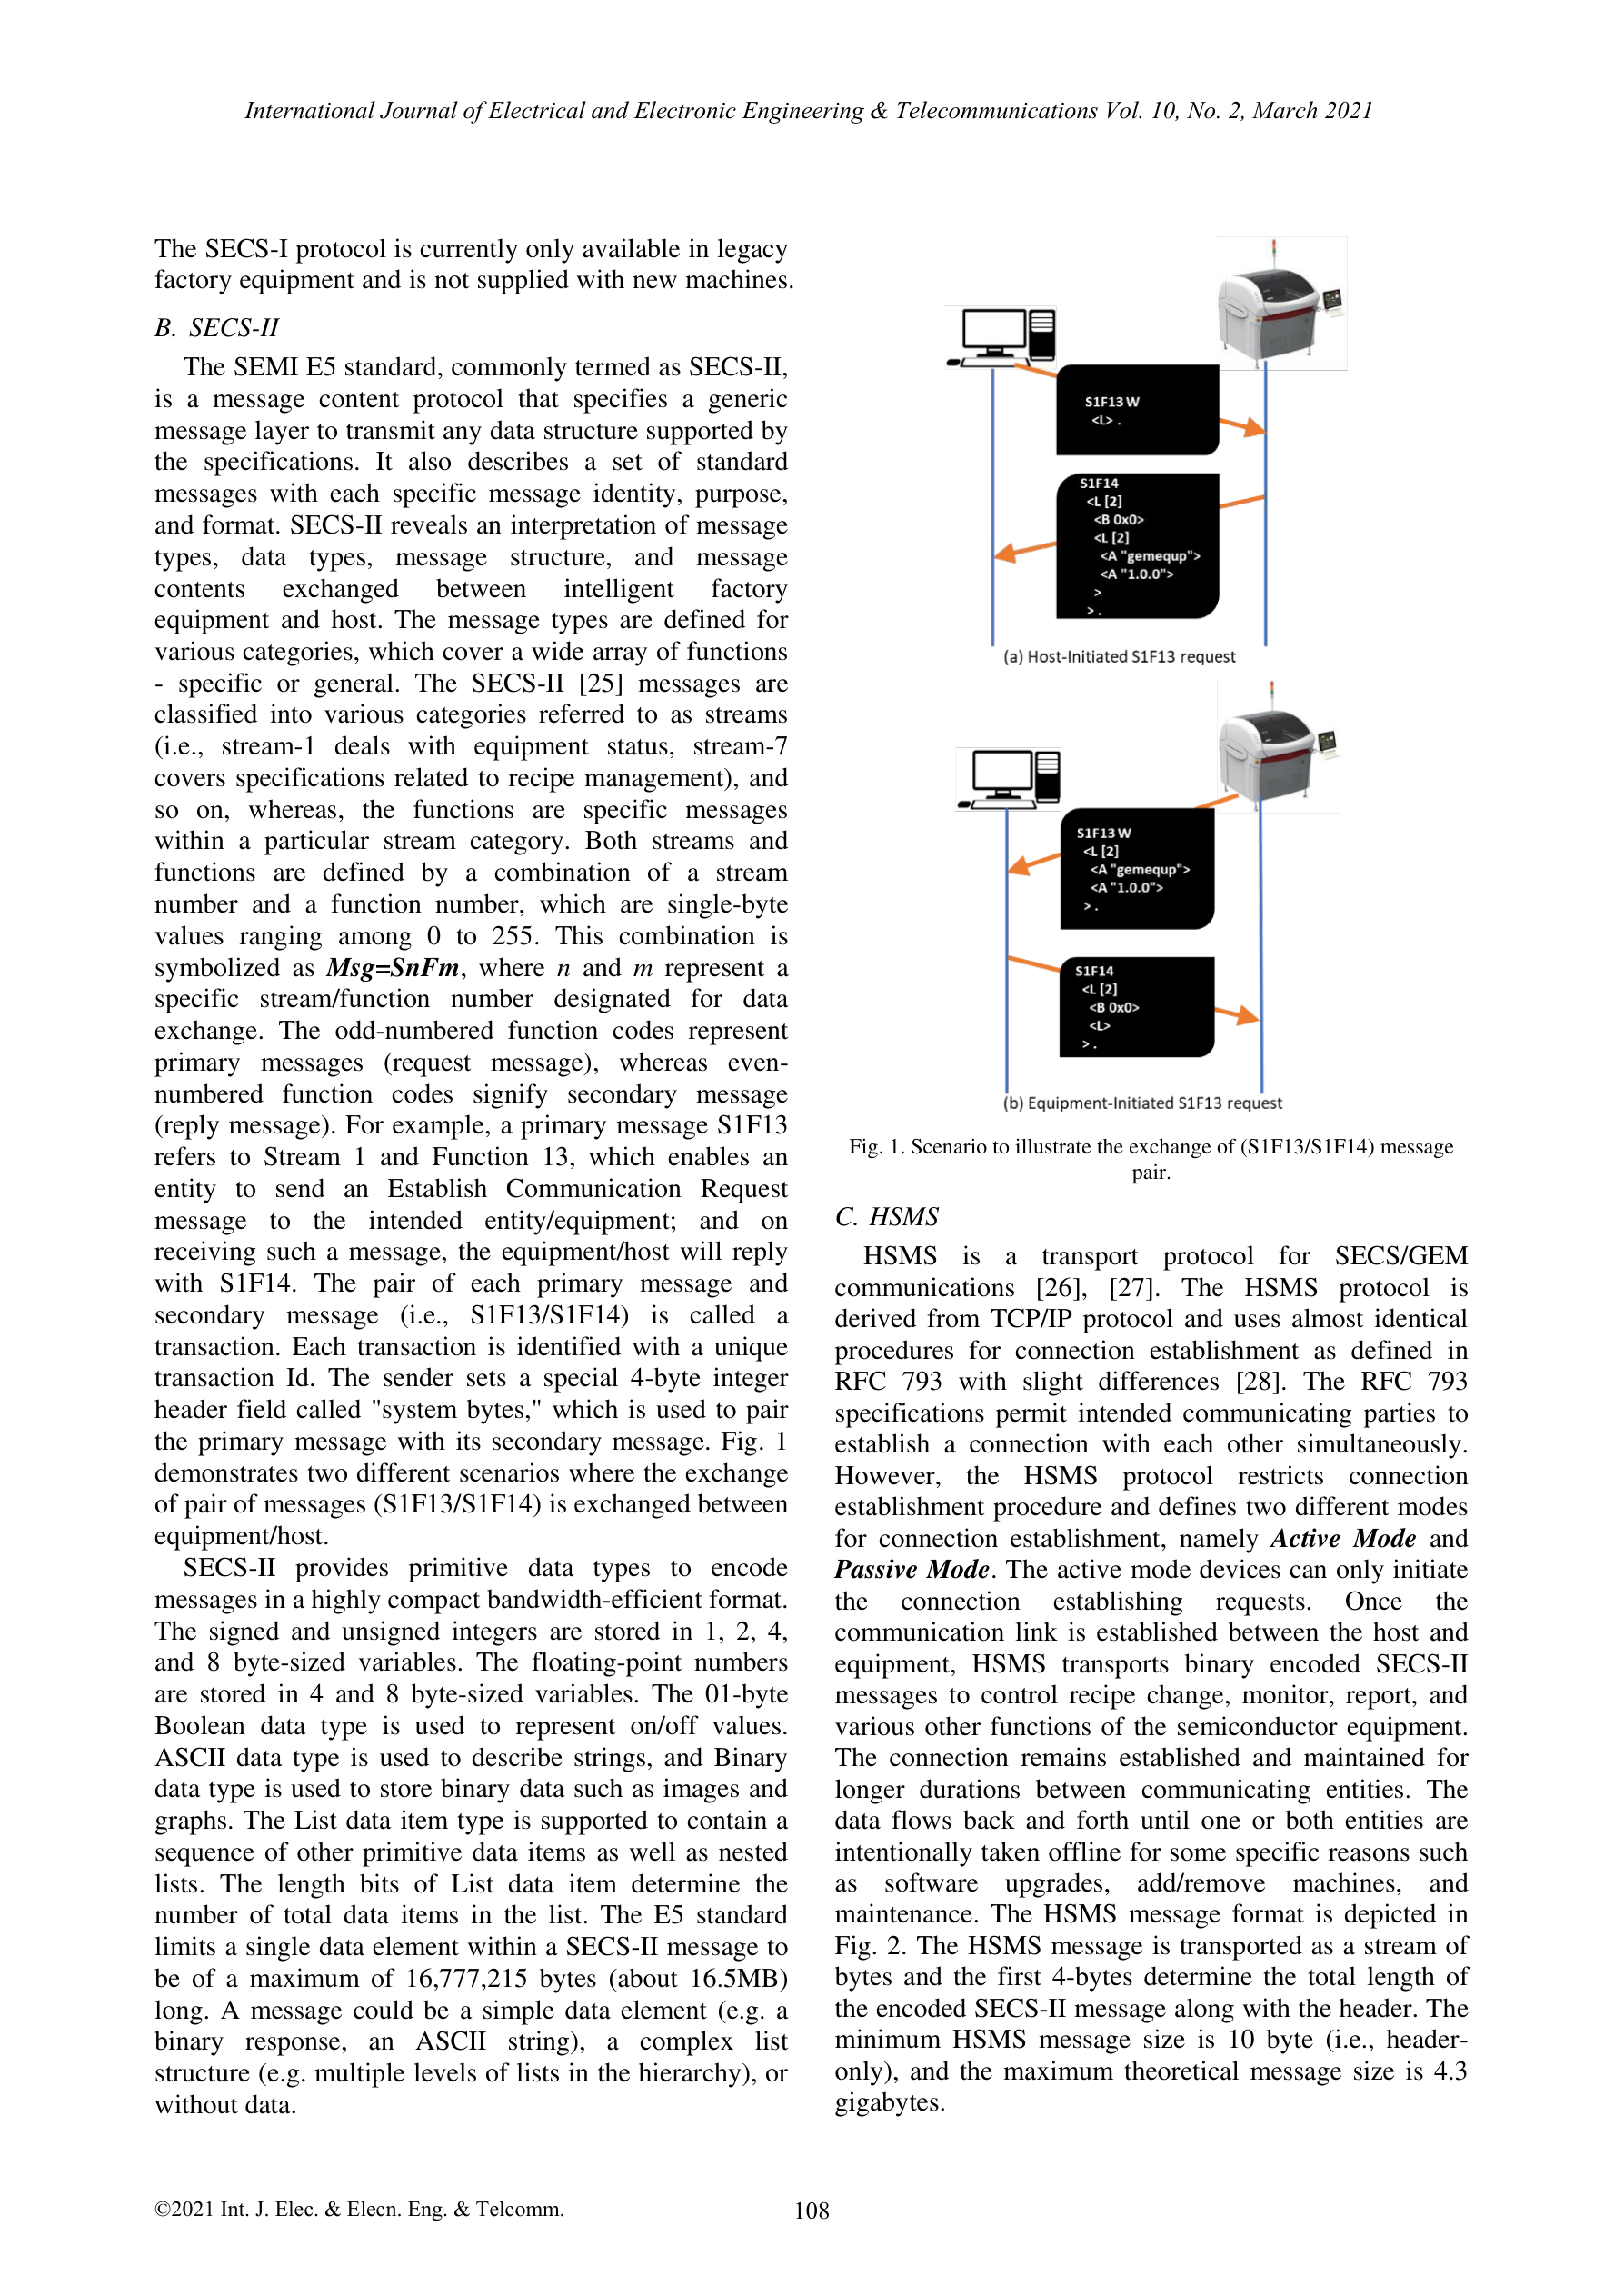 International Journal of Electrical and Electronic Engineering & Telecommunications Vol. 10, No. 2, March 2021
The SECS-I protocol is currently only available in legacy
factory equipment and is not supplied with new machines.
B. SECS-II
The SEMI E5 standard, commonly termed as SECS-II,
is a message content protocol that specifies a generic
message layer to transmit any data structure supported by
the specifications. It also describes a set of standard
messages with each specific message identity, purpose,
and format. SECS-II reveals an interpretation of message
types, data types, message structure, and message
contents exchanged between intelligent factory
equipment and host. The message types are defined for
various categories, which cover a wide array of functions
- specific or general. The SECS-II [25] messages are
classified into various categories referred to as streams
(i.e., stream-1 deals with equipment status, stream-7
covers specifications related to recipe management), and
so on, whereas, the functions are specific messages
within a particular stream category. Both streams and
functions are defined by a combination of a stream
number and a function number, which are single-byte
values ranging among 0 to 255. This combination is
symbolized as Msg=SnFm, where n and m represent a
specific stream/function number designated for data
exchange. The odd-numbered function codes represent
primary messages (request message), whereas even-
numbered function codes signify secondary message
(reply message). For example, a primary message S1F13
refers to Stream 1 and Function 13, which enables an
entity to send an Establish Communication Request
message to the intended entity/equipment; and on
receiving such a message, the equipment/host will reply
with S1F14. The pair of each primary message and
secondary message (i.e., S1F13/S1F14) is called a
transaction. Each transaction is identified with a unique
transaction Id. The sender sets a special 4-byte integer
header field called "system bytes," which is used to pair
the primary message with its secondary message. Fig. 1
demonstrates two different scenarios where the exchange
of pair of messages (S1F13/S1F14) is exchanged between
equipment/host.
SECS-II provides primitive data types to encode
messages in a highly compact bandwidth-efficient format.
The signed and unsigned integers are stored in 1, 2, 4,
and 8 byte-sized variables. The floating-point numbers
are stored in 4 and 8 byte-sized variables. The 01-byte
Boolean data type is used to represent on/off values.
ASCII data type is used to describe strings, and Binary
data type is used to store binary data such as images and
graphs. The List data item type is supported to contain a
sequence of other primitive data items as well as nested
lists. The length bits of List data item determine the
number of total data items in the list. The E5 standard
limits a single data element within a SECS-II message to
be of a maximum of 16,777,215 bytes (about 16.5MB)
long. A message could be a simple data element (e.g. a
binary response, an ASCII string), a complex list
structure (e.g. multiple levels of lists in the hierarchy), or
without data.
S1F13 W
<L> .
S1F14
<L [2]
<B 0x0>
<L [2]
<A "gemequp">
<A "1.0.0">
>
> .
(a) Host-Initiated S1F13 request
S1F13 W
<L [2]
<A "gemequp">
<A "1.0.0">
> .
S1F14
<L [2]
<B 0x0>
<L>
> .
(b) Equipment-Initiated S1F13 request
Fig. 1. Scenario to illustrate the exchange of (S1F13/S1F14) message
pair.
C. HSMS
HSMS is a transport protocol for SECS/GEM
communications [26], [27]. The HSMS protocol is
derived from TCP/IP protocol and uses almost identical
procedures for connection establishment as defined in
RFC 793 with slight differences [28]. The RFC 793
specifications permit intended communicating parties to
establish a connection with each other simultaneously.
However, the HSMS protocol restricts connection
establishment procedure and defines two different modes
for connection establishment, namely Active Mode and
Passive Mode. The active mode devices can only initiate
the connection establishing requests. Once the
communication link is established between the host and
equipment, HSMS transports binary encoded SECS-II
messages to control recipe change, monitor, report, and
various other functions of the semiconductor equipment.
The connection remains established and maintained for
longer durations between communicating entities. The
data flows back and forth until one or both entities are
intentionally taken offline for some specific reasons such
as software upgrades, add/remove machines, and
maintenance. The HSMS message format is depicted in
Fig. 2. The HSMS message is transported as a stream of
bytes and the first 4-bytes determine the total length of
the encoded SECS-II message along with the header. The
minimum HSMS message size is 10 byte (i.e., header-
only), and the maximum theoretical message size is 4.3
gigabytes.
©2021 Int. J. Elec. & Elecn. Eng. & Telcomm.
108